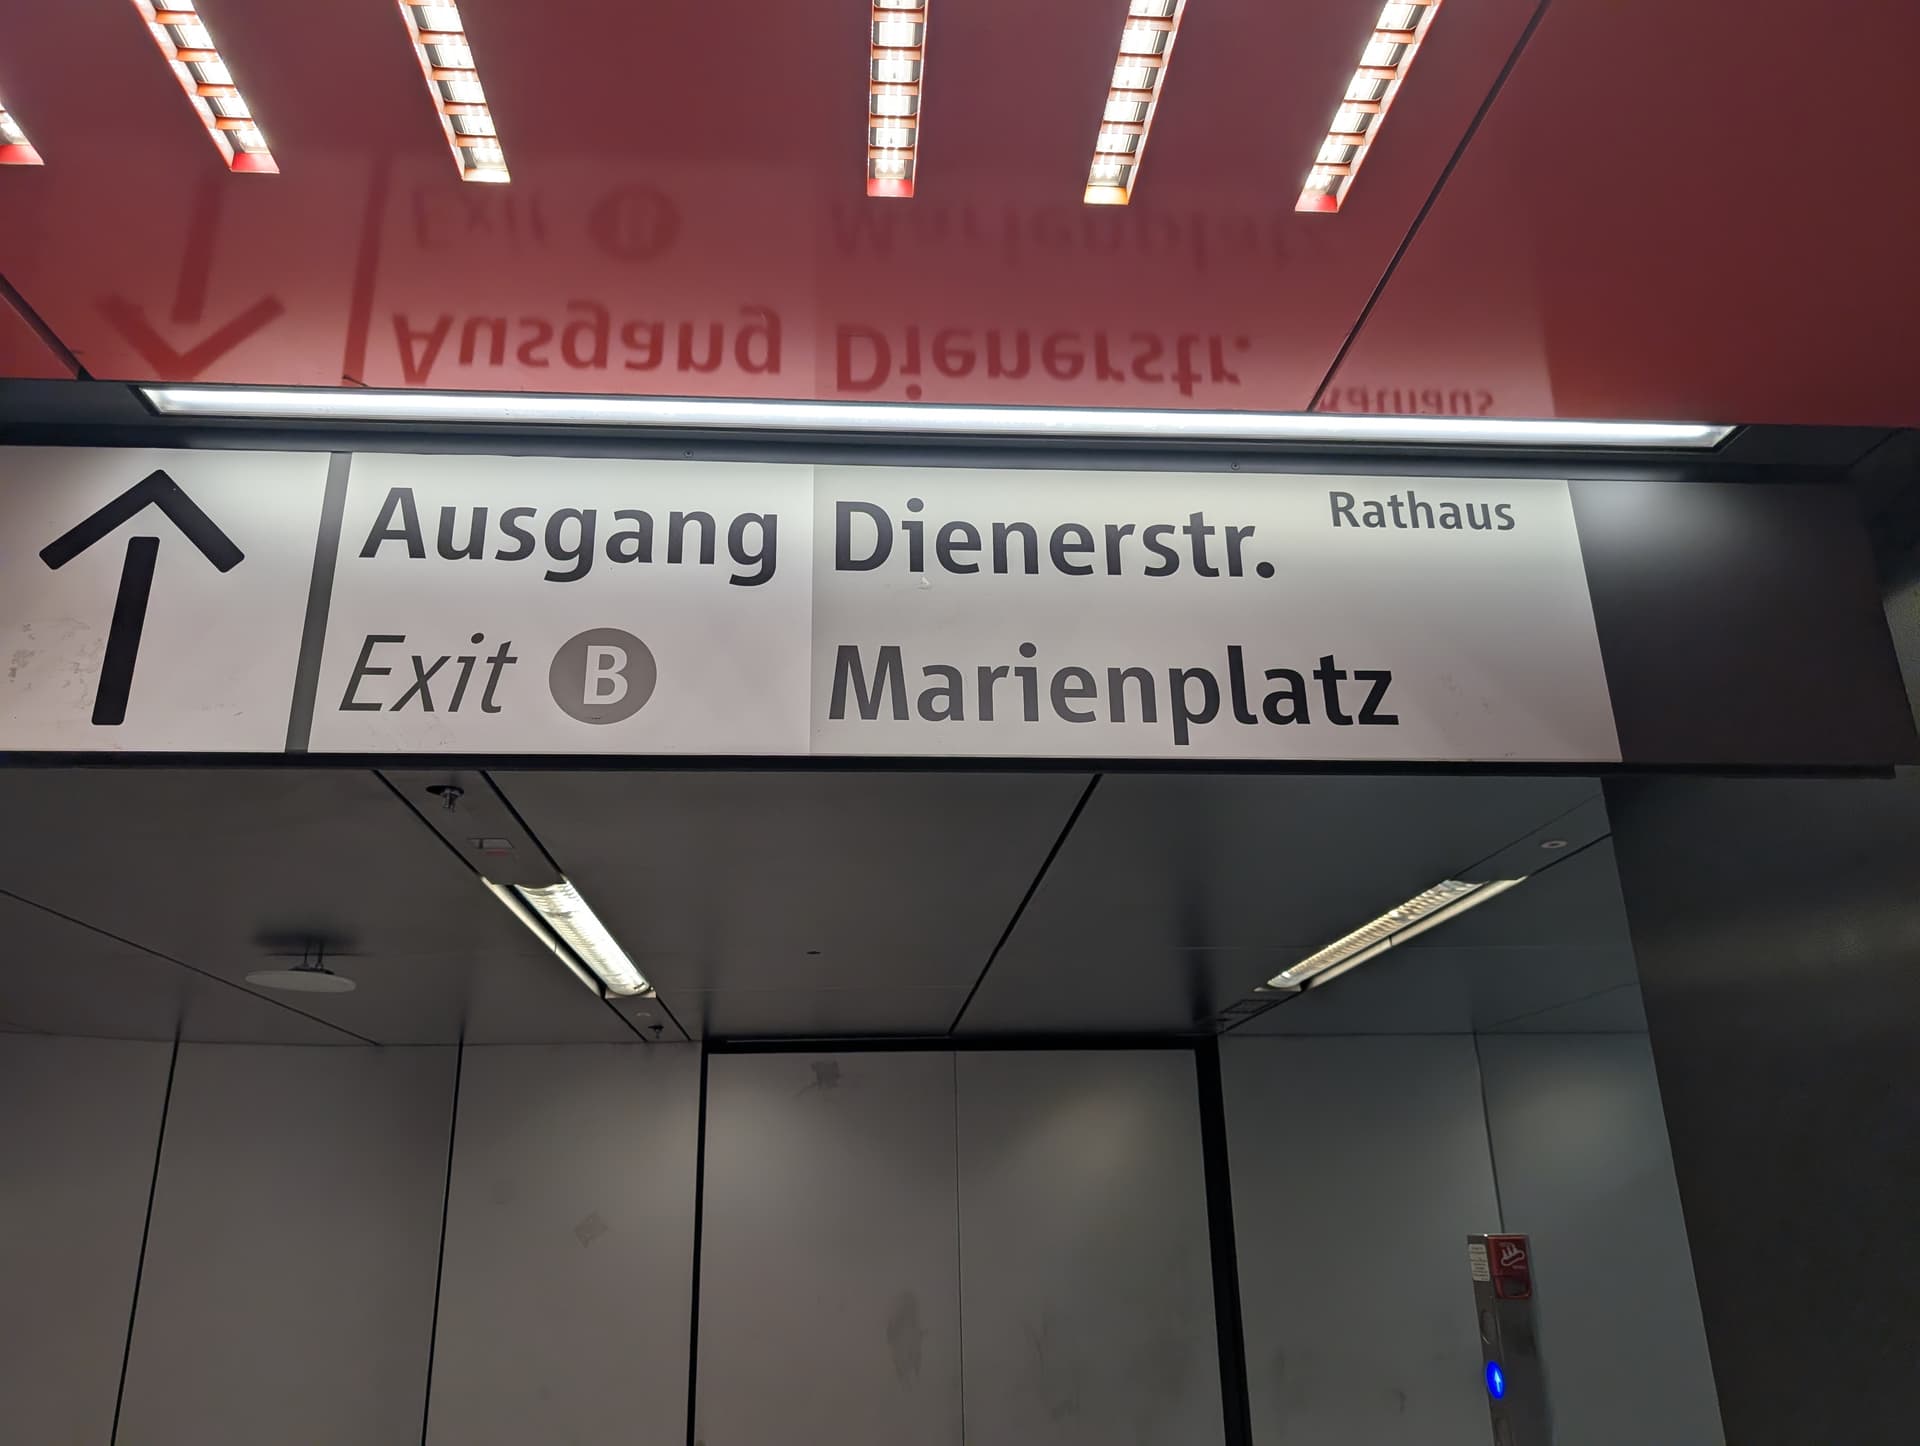 Ausgang Dienerstr. Rathaus
Exit B Marienplatz